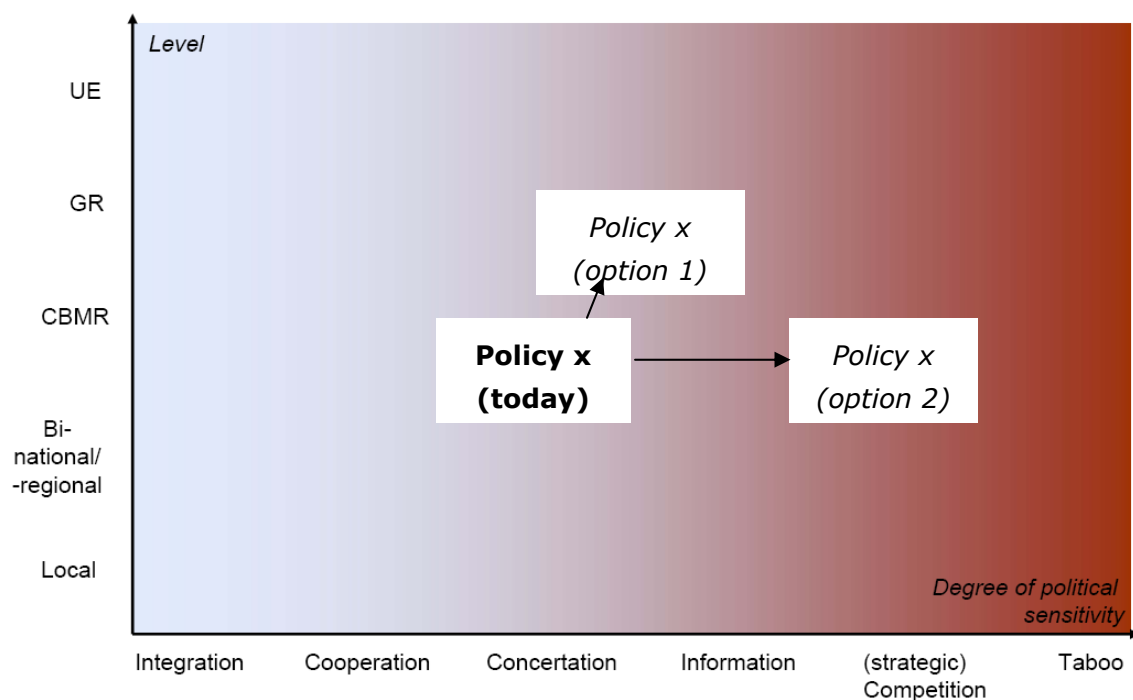 Level
UE
GR
CBMR
Bi-
national/
-regional
Local
Policy x
(option 1)
Policy x
(today)
Policy x
(option 2)
Degree of political
sensitivity
Integration
Cooperation
Concertation
Information
(strategic)
Competition
Taboo